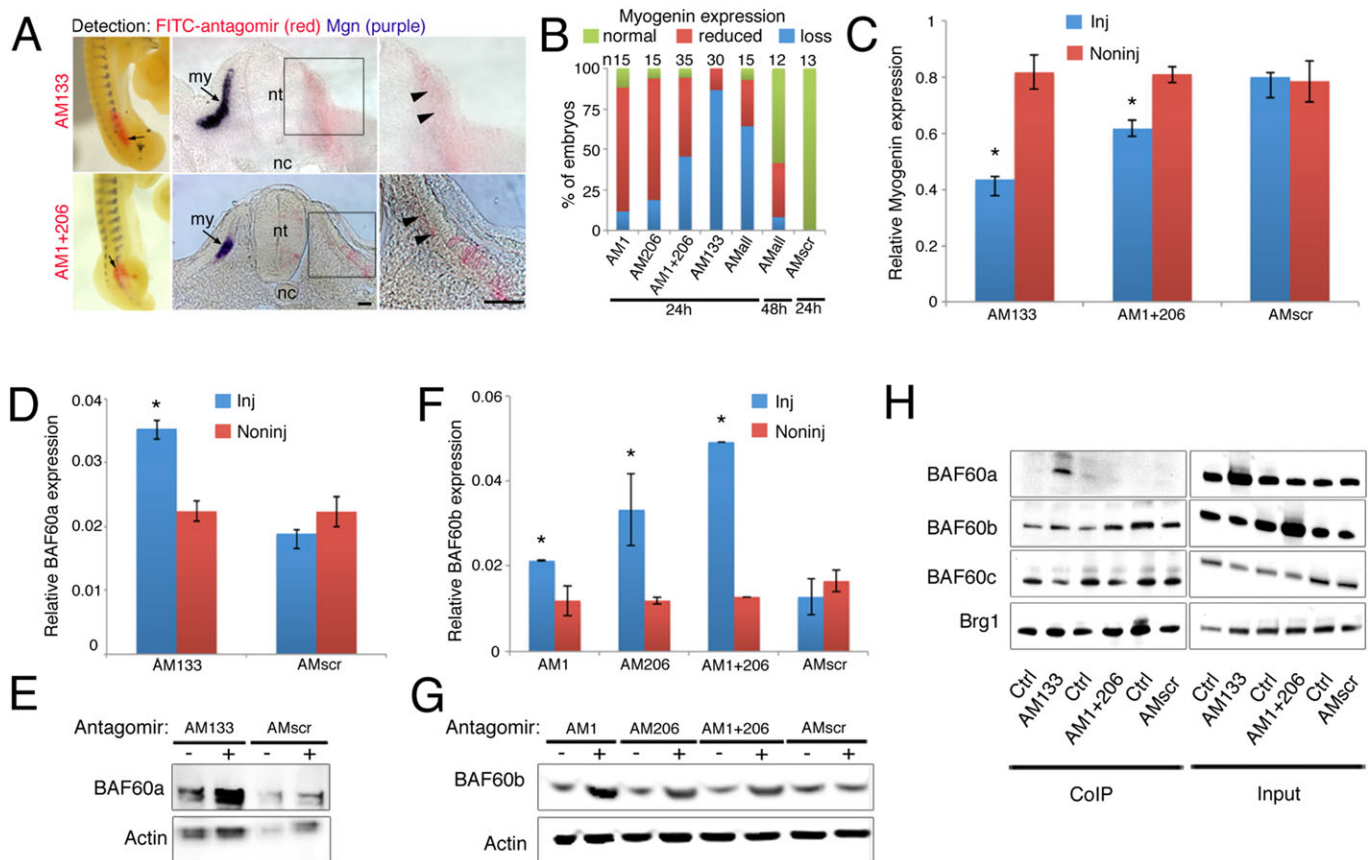 A
Detection: FITC-antagomir (red) Mgn (purple)
AM133
my
nt
nc
AM1+206
my
nt
nc
B
Myogenin expression
normal reduced loss
n15 15 35 30 15 12 13
% of embryos
100
75
50
25
0
AM1 AM206 AM1+206 AM133 AMall AMall AMscr
24h 48h 24h
C
Relative Myogenin expression
Inj
Noninj
0.8
0.6
0.4
0.2
0
*
*
AM133 AM1+206 AMscr
D
Relative BAF60a expression
Inj
Noninj
0.04
0.03
0.02
0.01
0
*
AM133 AMscr
E
Antagomir: AM133 AMscr
- + - +
BAF60a
Actin
F
Relative BAF60b expression
Inj
Noninj
0.06
0.04
0.02
0
*
*
*
AM1 AM206 AM1+206 AMscr
G
Antagomir: AM1 AM206 AM1+206 AMscr
- + - + - + - +
BAF60b
Actin
H
BAF60a
BAF60b
BAF60c
Brg1
Ctrl AM133 Ctrl AM1+206 Ctrl AMscr Ctrl AM133 Ctrl AM1+206 Ctrl AMscr
CoIP Input